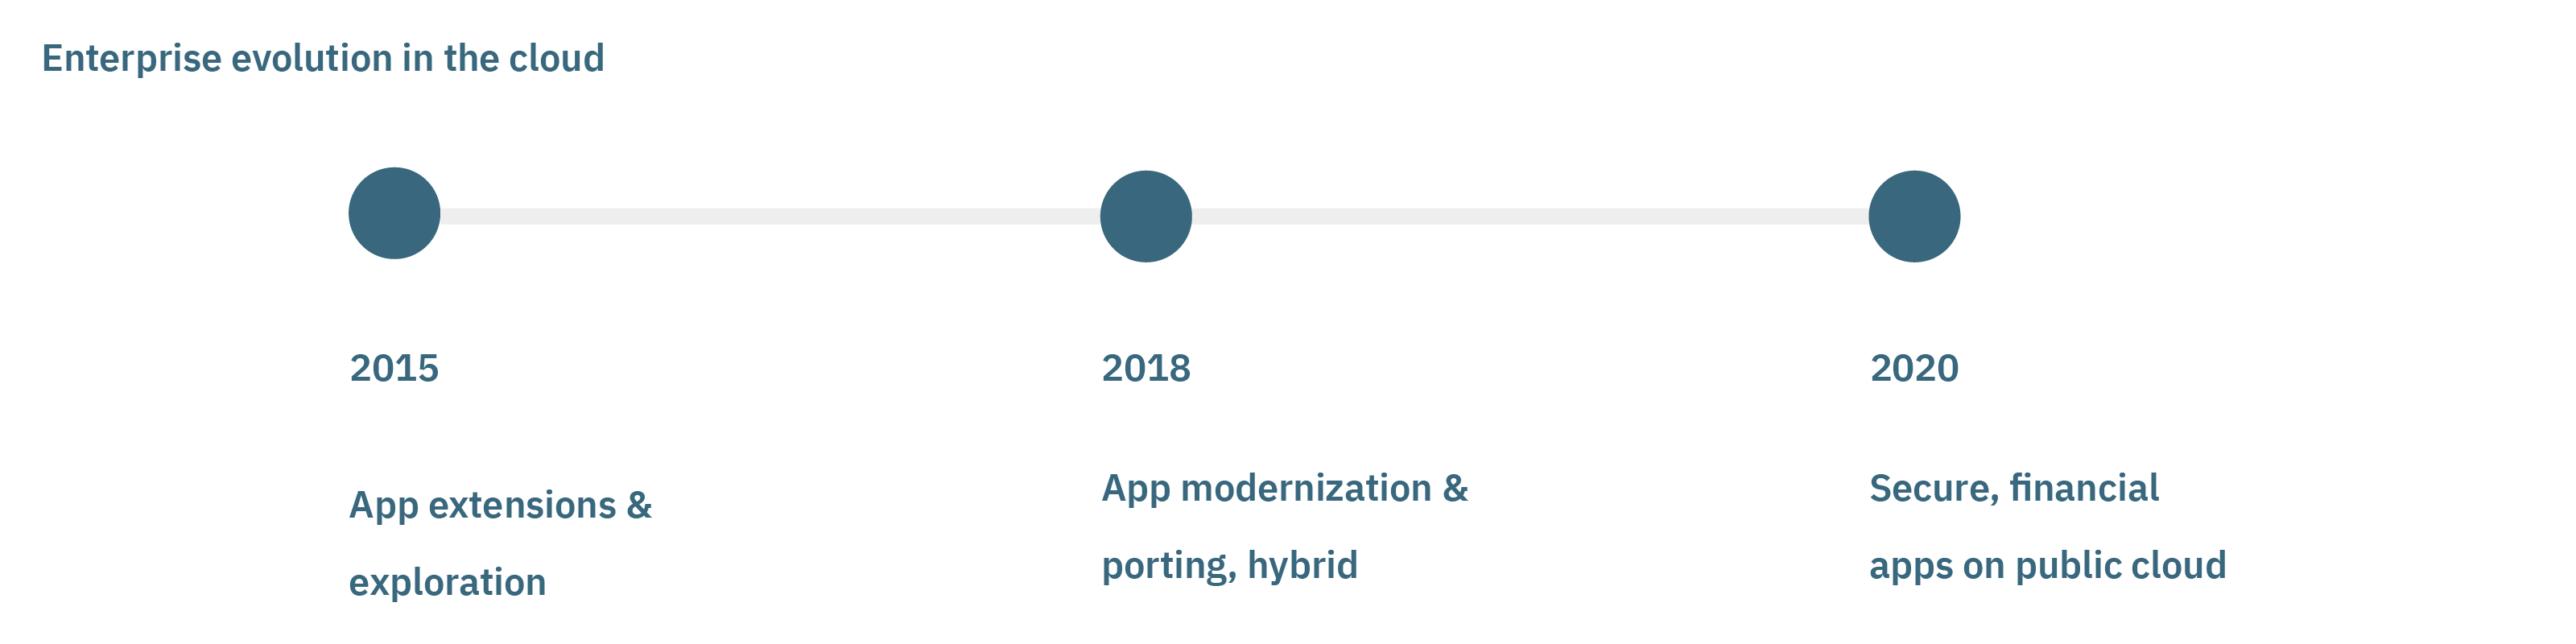 Enterprise evolution in the cloud
2015
App extensions &
exploration
2018
App modernization &
porting, hybrid
2020
Secure, financial
apps on public cloud